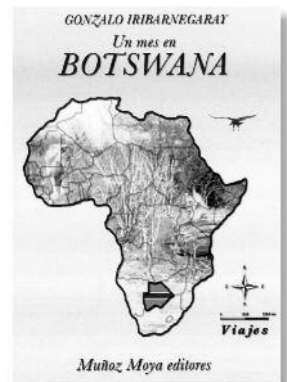 GONZALO IRIBARNEGARAY
Un mes en
BOTSWANA
Viajes
Muñoz Moya editores